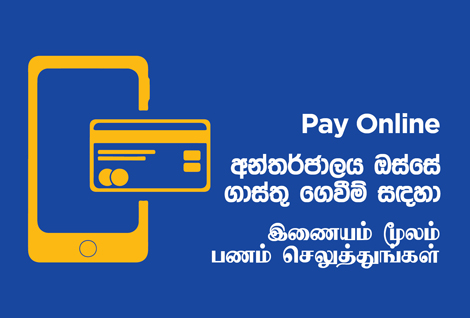 Pay Online
අන්තර්ජාලය ඔස්සේ
ගාස්තු ගෙවීම් සඳහා
இணையம் மூலம்
பணம் செலுத்துங்கள்